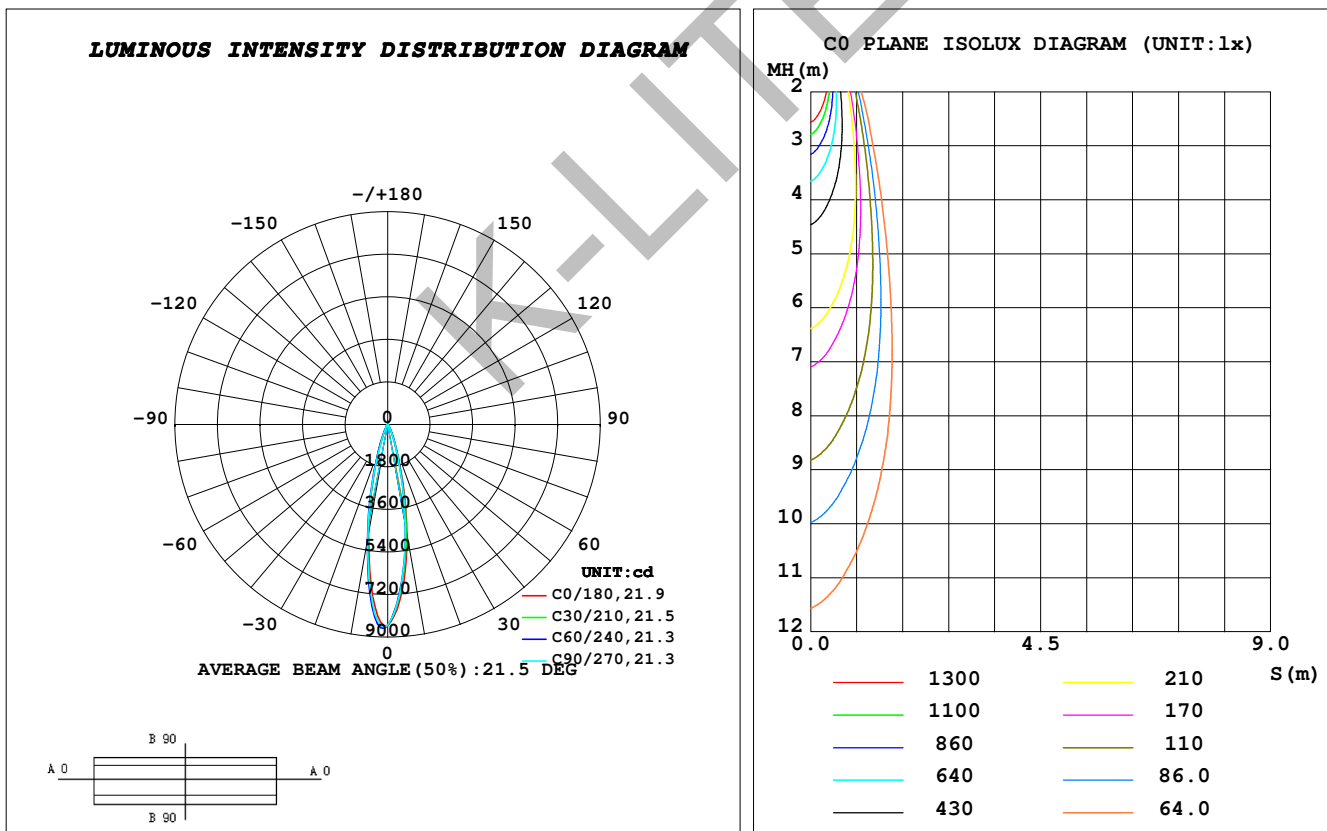 LUMINOUS INTENSITY DISTRIBUTION DIAGRAM
-/+180
-150
150
-120
120
-90
90
-60
60
-30
30
0
0
1800
3600
5400
7200
9000
UNIT:cd
C0/180,21.9
C30/210,21.5
C60/240,21.3
C90/270,21.3
AVERAGE BEAM ANGLE(50%):21.5 DEG
B 90
A 0
A 0
B 90
K-LITE
C0 PLANE ISOLUX DIAGRAM (UNIT:lx)
MH(m)
2
3
4
5
6
7
8
9
10
11
12
0.0
4.5
9.0
S(m)
1300
210
1100
170
860
110
640
86.0
430
64.0